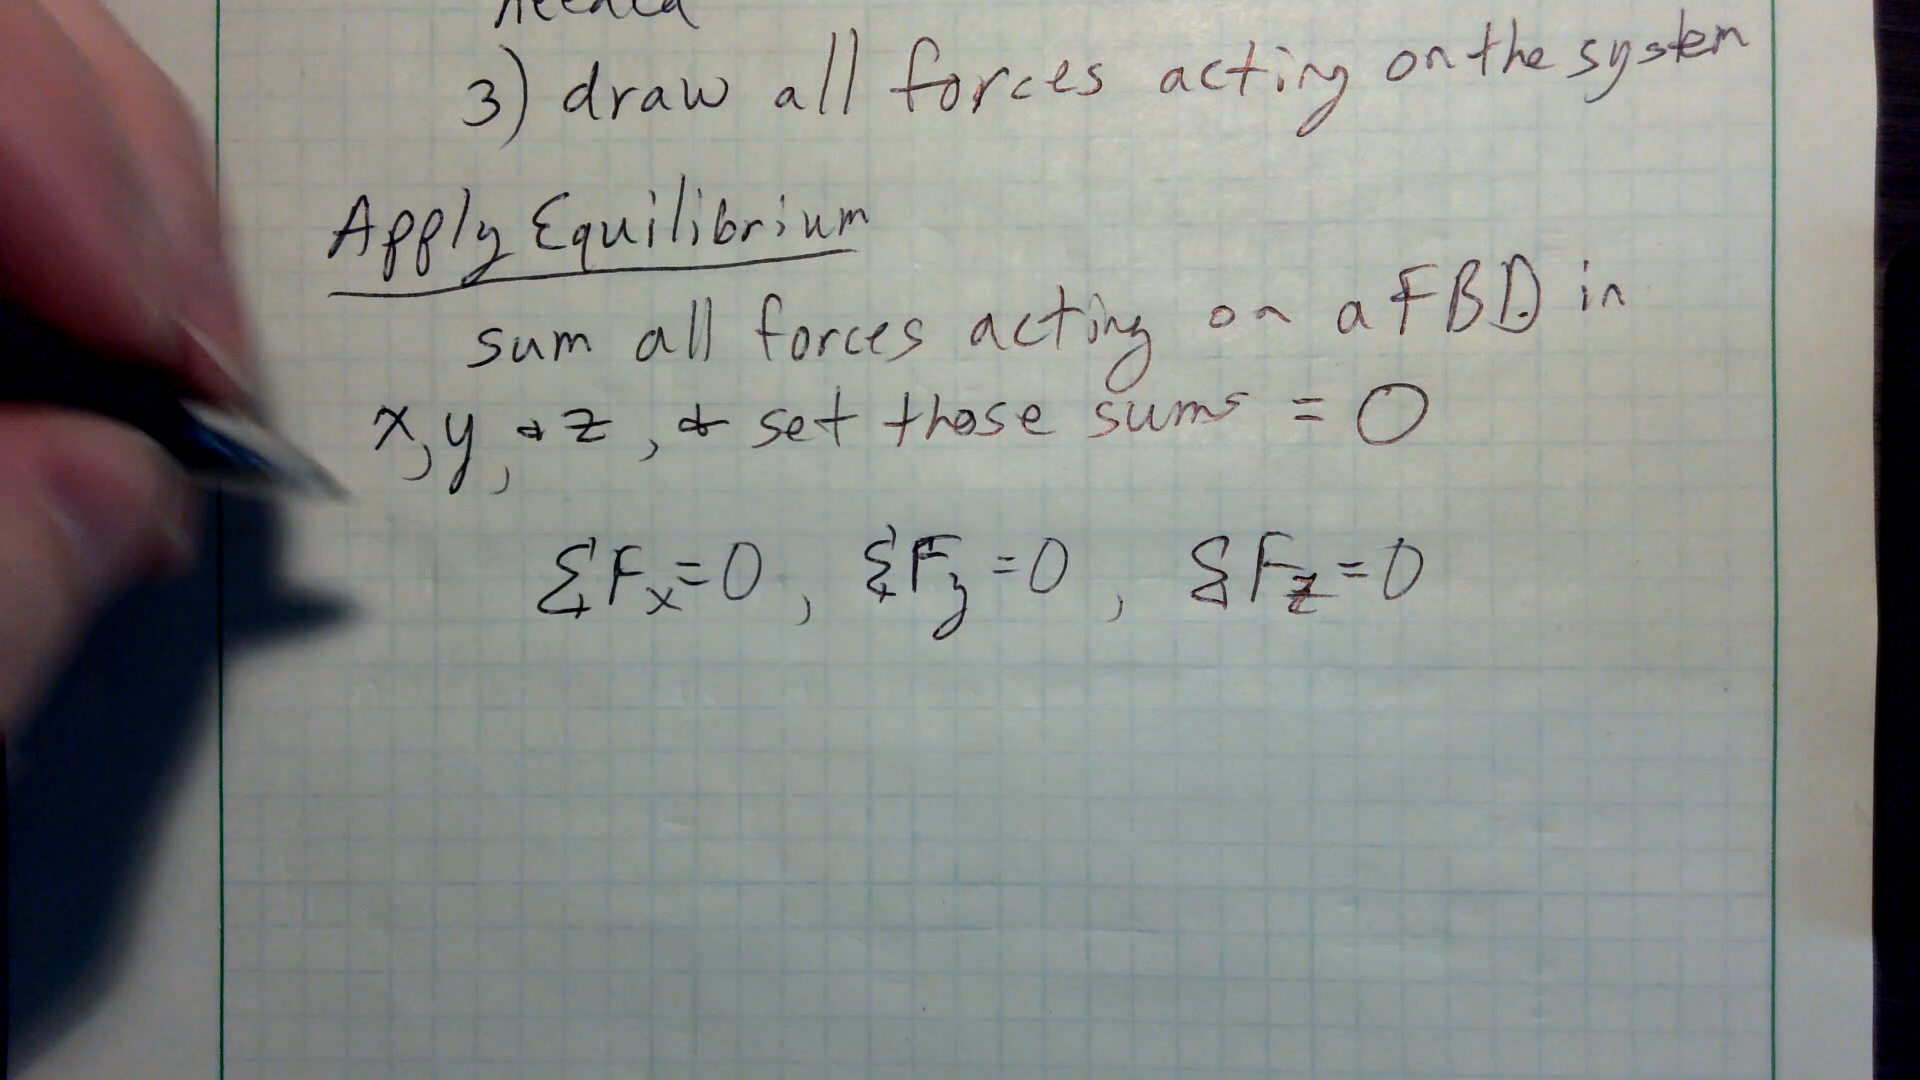 needed
3) draw all forces acting on the system
Apply Equilibrium
sum all forces acting on a FBD in
x, y, & z, & set those sums = 0
ΣFx=0, ΣFy=0, ΣFz=0